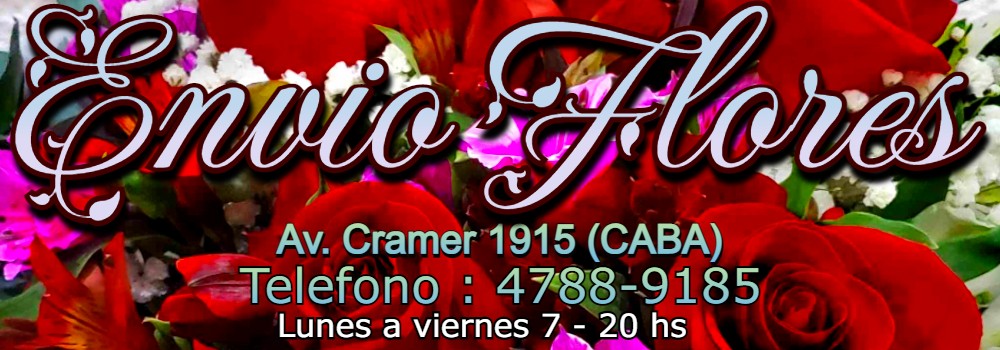 Envio Flores
Av. Cramer 1915 (CABA)
Telefono : 4788-9185
Lunes a viernes 7 - 20 hs